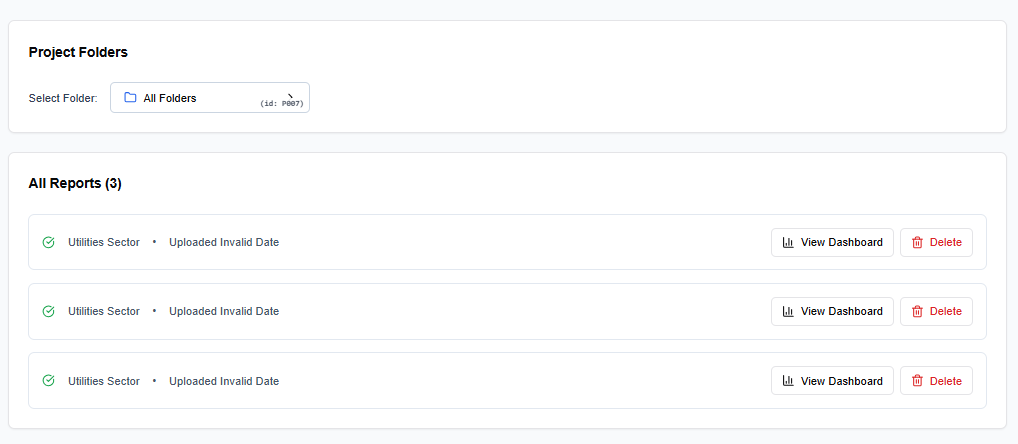 Project Folders
Select Folder: All Folders (id: P007)
All Reports (3)
Utilities Sector • Uploaded Invalid Date View Dashboard Delete
Utilities Sector • Uploaded Invalid Date View Dashboard Delete
Utilities Sector • Uploaded Invalid Date View Dashboard Delete